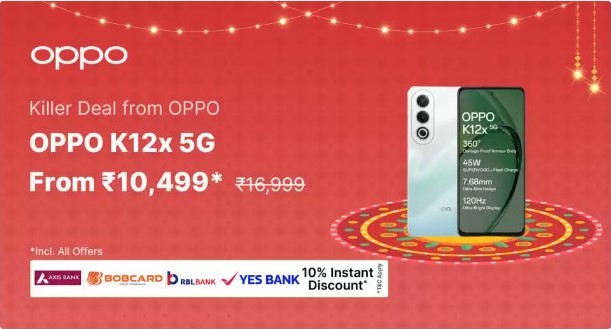 oppo
Killer Deal from OPPO
OPPO K12x 5G
From ₹10,499* ₹16,999
*Incl. All Offers
AXIS BANK BOBCARD RBLBANK YES BANK 10% Instant
Discount*
*T&C Apply
OPPO
K12x 5G
360°
Damage-Proof Armour Body
45W
SUPERVOOC Flash Charge
7.68mm
Ultra-Slim Design
120Hz
Ultra-Bright Display